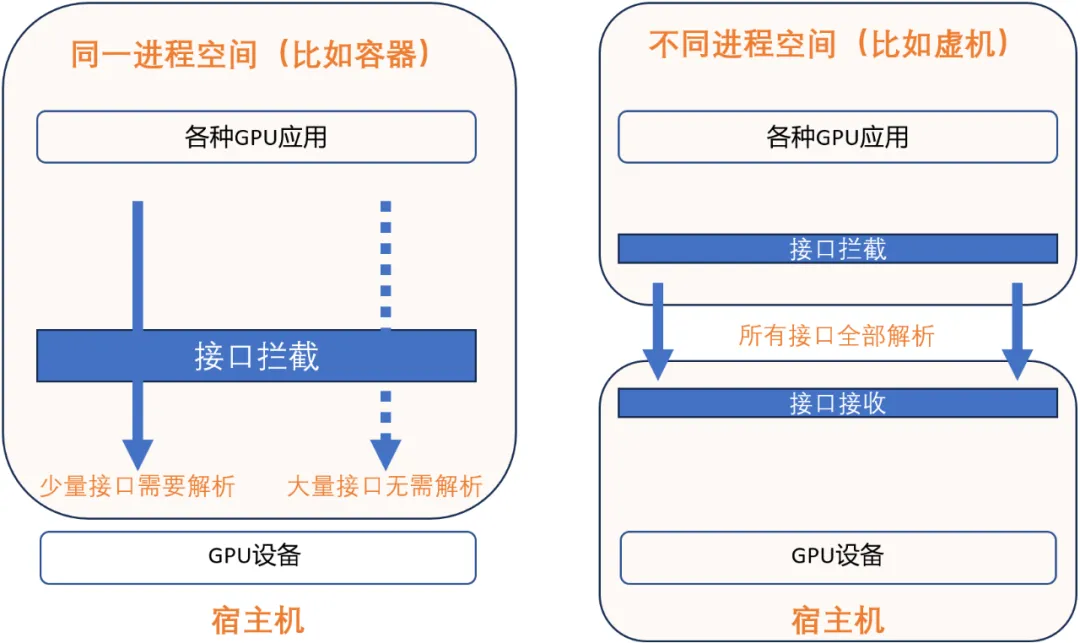 同一进程空间（比如容器）
各种GPU应用
接口拦截
少量接口需要解析
大量接口无需解析
GPU设备
宿主机
不同进程空间（比如虚机）
各种GPU应用
接口拦截
所有接口全部解析
接口接收
GPU设备
宿主机